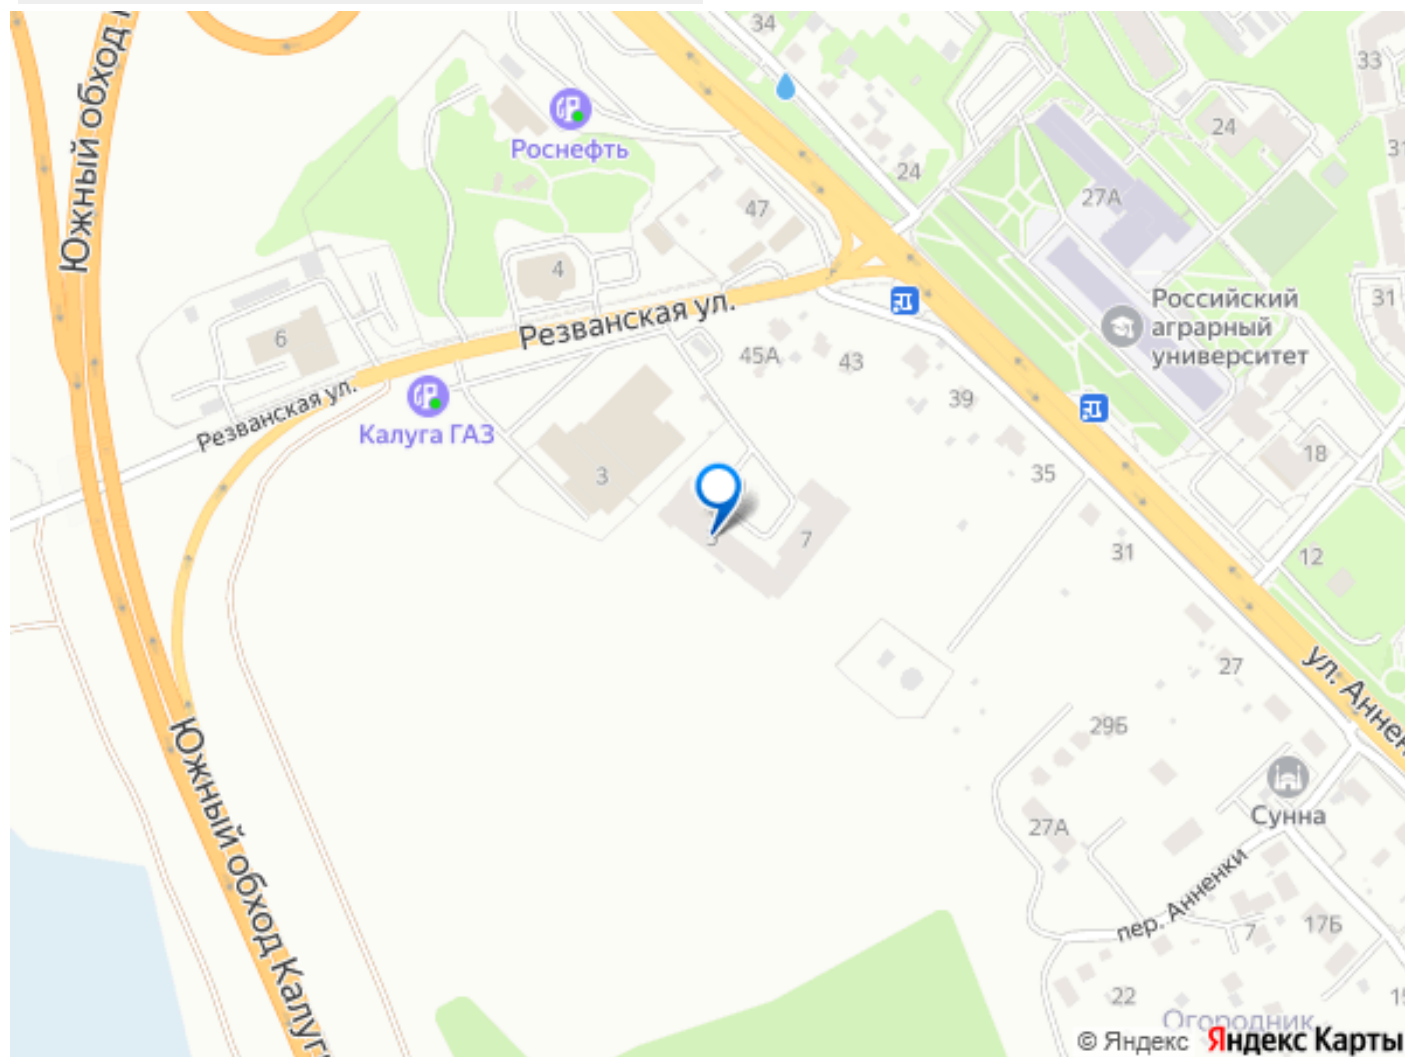 34
33
Южный обход
Роснефть
24
31
24
27А
47
4
Резванская ул.
Российский
аграрный
университет
31
6
45А
43
39
Резванская ул.
Калуга ГАЗ
18
35
3
7
31
12
27
ул. Аннен
29Б
Южный обход Калуг
Сунна
27А
пер. Анненки
7
17Б
22
15
Огородник
© Яндекс Яндекс Карты